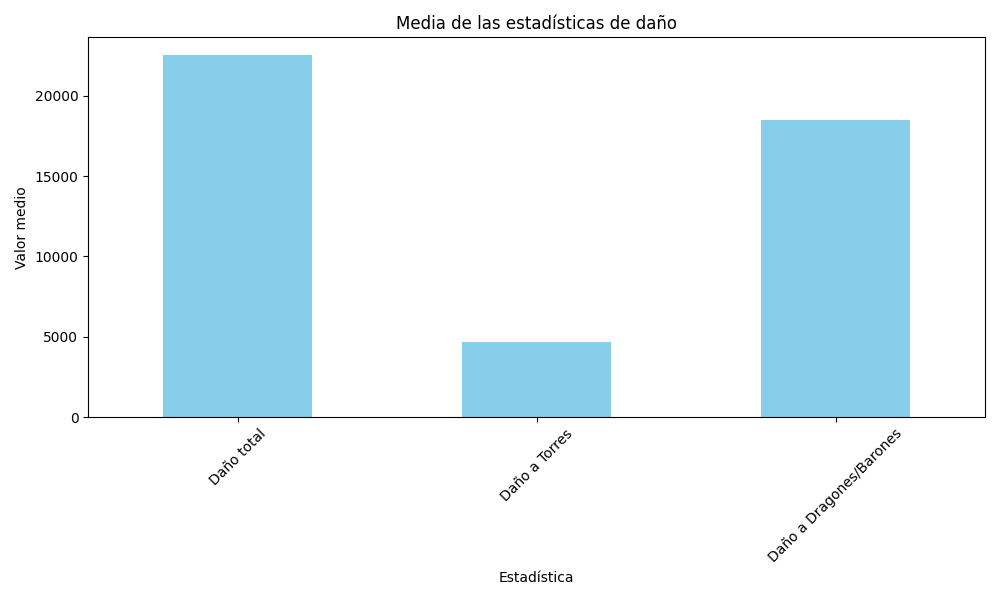 Media de las estadísticas de daño
Valor medio
20000
15000
10000
5000
0
Daño total
Daño a Torres
Daño a Dragones/Barones
Estadística